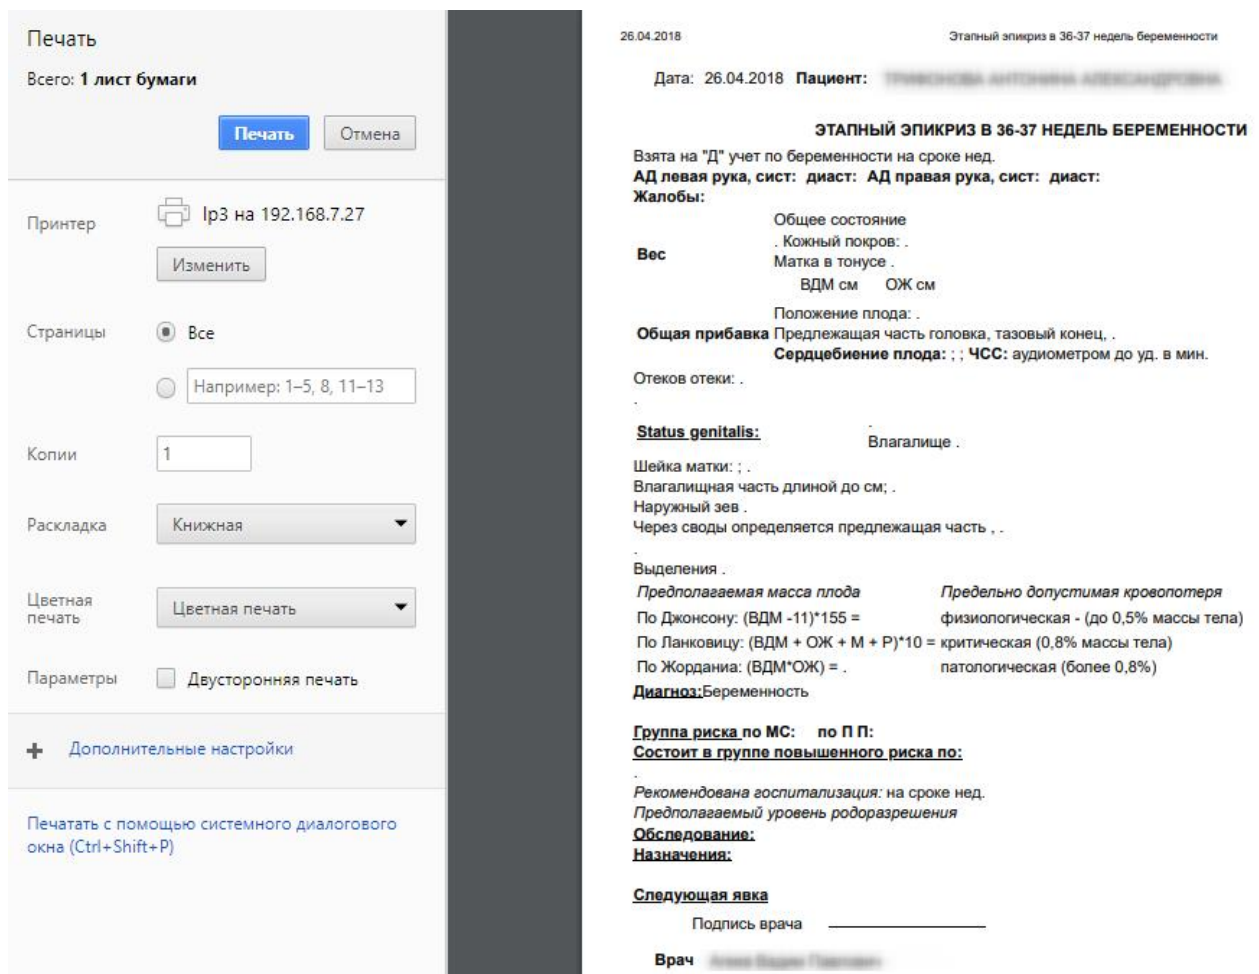 Печать
Всего: 1 лист бумаги
Печать
Отмена
Принтер
lp3 на 192.168.7.27
Изменить
Страницы
Все
Например: 1–5, 8, 11–13
Копии
1
Раскладка
Книжная
Цветная печать
Цветная печать
Параметры
Двусторонняя печать
+ Дополнительные настройки
Печатать с помощью системного диалогового
окна (Ctrl+Shift+P)
26.04.2018
Этапный эпикриз в 36-37 недель беременности
Дата: 26.04.2018 Пациент:
ЭТАПНЫЙ ЭПИКРИЗ В 36-37 НЕДЕЛЬ БЕРЕМЕННОСТИ
Взята на "Д" учет по беременности на сроке нед.
АД левая рука, сист: диаст: АД правая рука, сист: диаст:
Жалобы:
Общее состояние
. Кожный покров: .
Вес
Матка в тонусе .
ВДМ см ОЖ см
Положение плода: .
Общая прибавка Предлежащая часть головка, тазовый конец, .
Сердцебиение плода: ; ; ЧСС: аудиометром до уд. в мин.
Отеков отеки: .
.
.
Status genitalis:
Влагалище .
Шейка матки: ; .
Влагалищная часть длиной до см; .
Наружный зев .
Через своды определяется предлежащая часть , .
.
Выделения .
Предполагаемая масса плода Предельно допустимая кровопотеря
По Джонсону: (ВДМ -11)*155 = физиологическая - (до 0,5% массы тела)
По Ланковицу: (ВДМ + ОЖ + М + Р)*10 = критическая (0,8% массы тела)
По Жорданиа: (ВДМ*ОЖ) = . патологическая (более 0,8%)
Диагноз:Беременность
Группа риска по МС: по П П:
Состоит в группе повышенного риска по:
.
Рекомендована госпитализация: на сроке нед.
Предполагаемый уровень родоразрешения
Обследование:
Назначения:
Следующая явка
Подпись врача
Врач